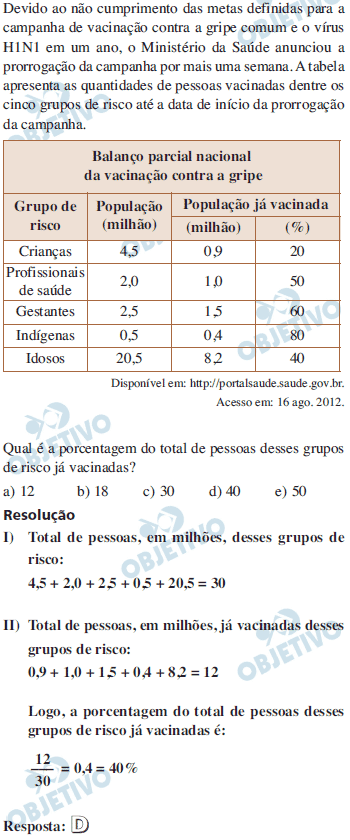 Devido ao não cumprimento das metas definidas para a
campanha de vacinação contra a gripe comum e o vírus
H1N1 em um ano, o Ministério da Saúde anunciou a
prorrogação da campanha por mais uma semana. A tabela
apresenta as quantidades de pessoas vacinadas dentre os
cinco grupos de risco até a data de início da prorrogação
da campanha.
Balanço parcial nacional
da vacinação contra a gripe
Grupo de risco População (milhão) População já vacinada
(milhão) (%)
Crianças 4,5 0,9 20
Profissionais de saúde 2,0 1,0 50
Gestantes 2,5 1,5 60
Indígenas 0,5 0,4 80
Idosos 20,5 8,2 40
Disponível em: http://portalsaude.saude.gov.br.
Acesso em: 16 ago. 2012.
Qual é a porcentagem do total de pessoas desses grupos
de risco já vacinadas?
a) 12 b) 18 c) 30 d) 40 e) 50
Resolução
I) Total de pessoas, em milhões, desses grupos de
risco:
4,5 + 2,0 + 2,5 + 0,5 + 20,5 = 30
II) Total de pessoas, em milhões, já vacinadas desses
grupos de risco:
0,9 + 1,0 + 1,5 + 0,4 + 8,2 = 12
Logo, a porcentagem do total de pessoas desses
grupos de risco já vacinadas é:
12/30 = 0,4 = 40%
Resposta: D
OBJETIVO
OBJETIVO
OBJETIVO
OBJETIVO
OBJETIVO
OBJETIVO
OBJETIVO
OBJETIVO